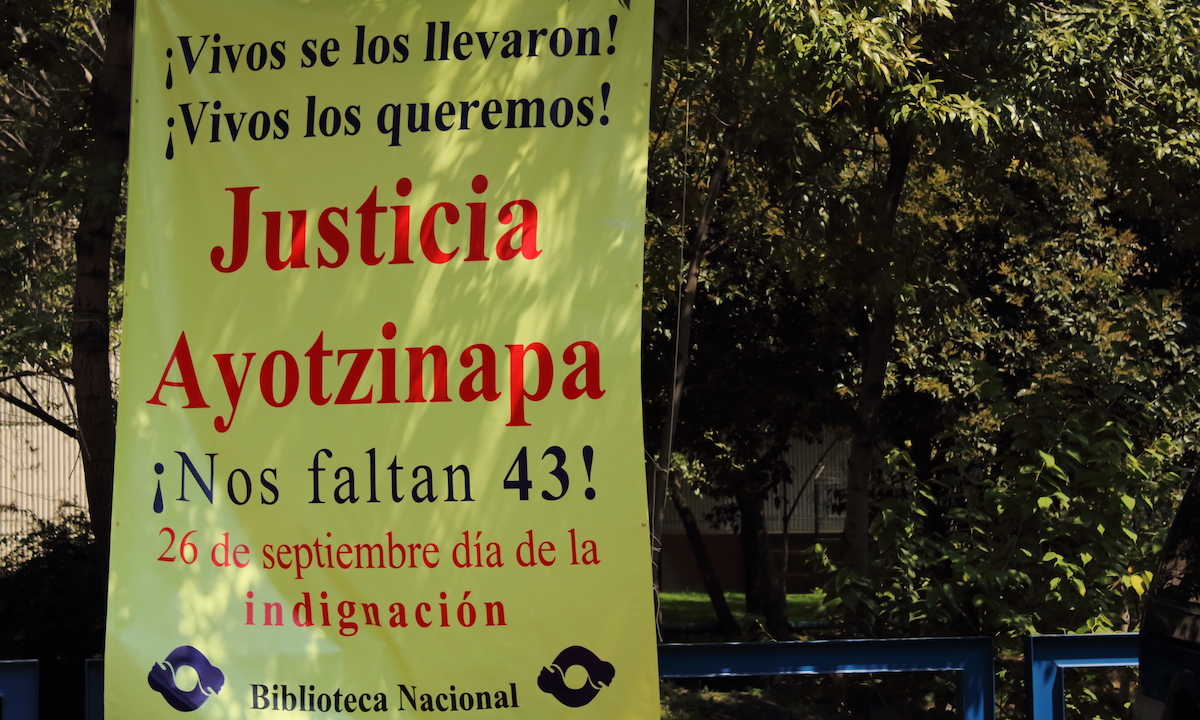 ¡Vivos se los llevaron!
¡Vivos los queremos!
Justicia
Ayotzinapa
¡Nos faltan 43!
26 de septiembre día de la
indignación
Biblioteca Nacional